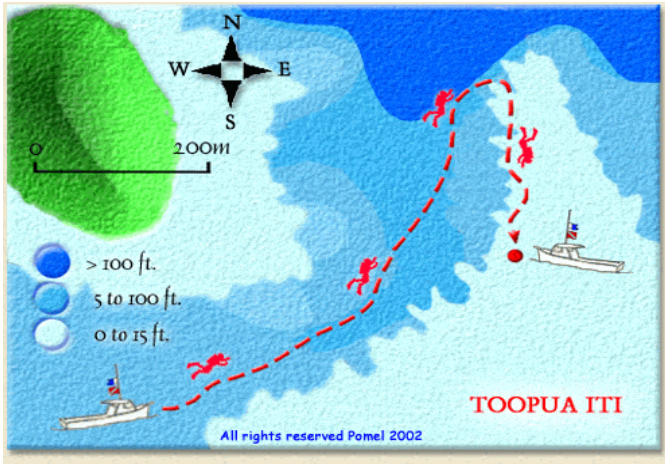 N
W E
S
0 200m
> 100 ft.
5 to 100 ft.
0 to 15 ft.
TOOPUA ITI
All rights reserved Pomel 2002